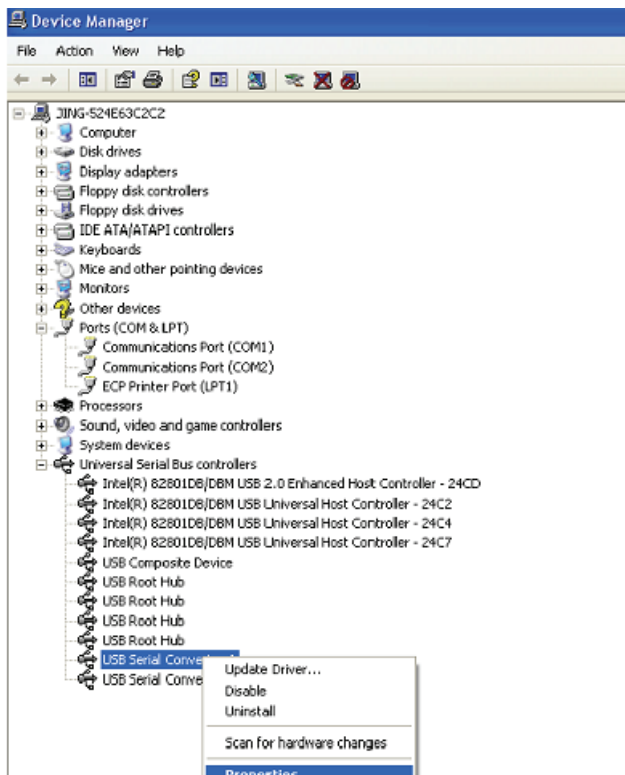 Device Manager
File Action View Help
JING-524E63C2C2
Computer
Disk drives
Display adapters
Floppy disk controllers
Floppy disk drives
IDE ATA/ATAPI controllers
Keyboards
Mice and other pointing devices
Monitors
Other devices
Ports (COM & LPT)
Communications Port (COM1)
Communications Port (COM2)
ECP Printer Port (LPT1)
Processors
Sound, video and game controllers
System devices
Universal Serial Bus controllers
Intel(R) 82801DB/DBM USB 2.0 Enhanced Host Controller - 24CD
Intel(R) 82801DB/DBM USB Universal Host Controller - 24C2
Intel(R) 82801DB/DBM USB Universal Host Controller - 24C4
Intel(R) 82801DB/DBM USB Universal Host Controller - 24C7
USB Composite Device
USB Root Hub
USB Root Hub
USB Root Hub
USB Root Hub
USB Serial Conve
USB Serial Conve
Update Driver...
Disable
Uninstall
Scan for hardware changes
Properties